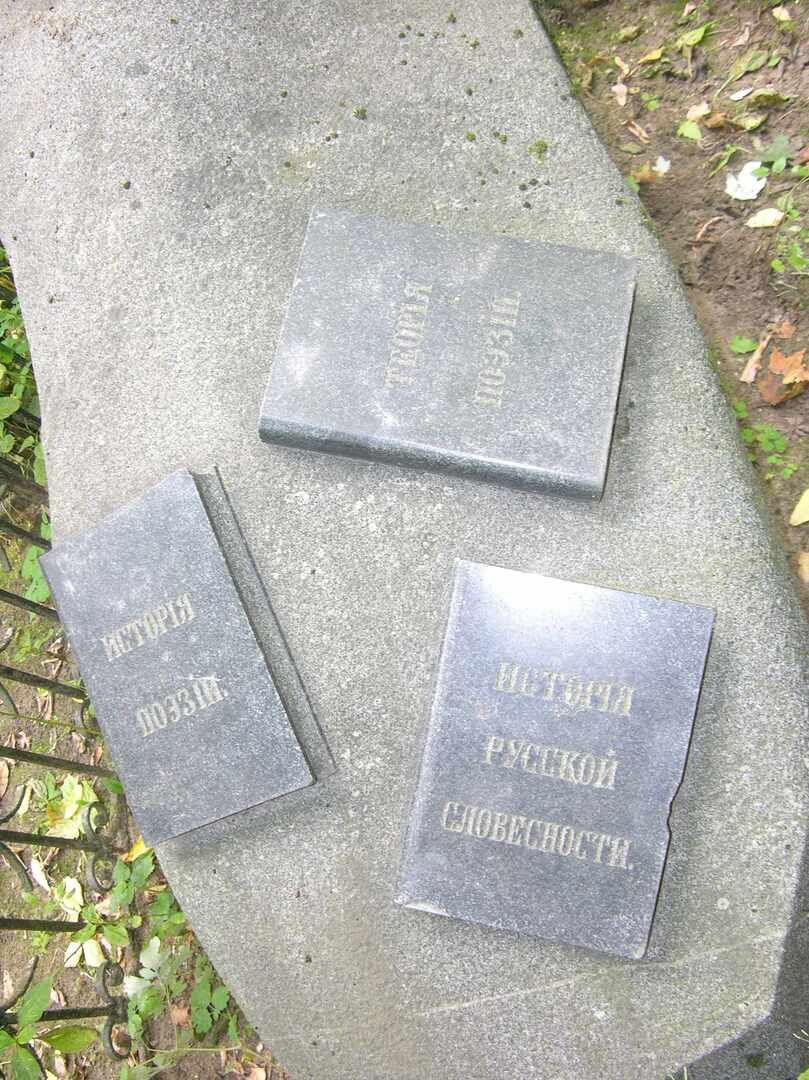 ТЕОРІЯ
ПОЭЗІИ.
ИСТОРІЯ
ПОЭЗІИ.
ИСТОРІЯ
РУССКОЙ
СЛОВЕСНОСТИ.